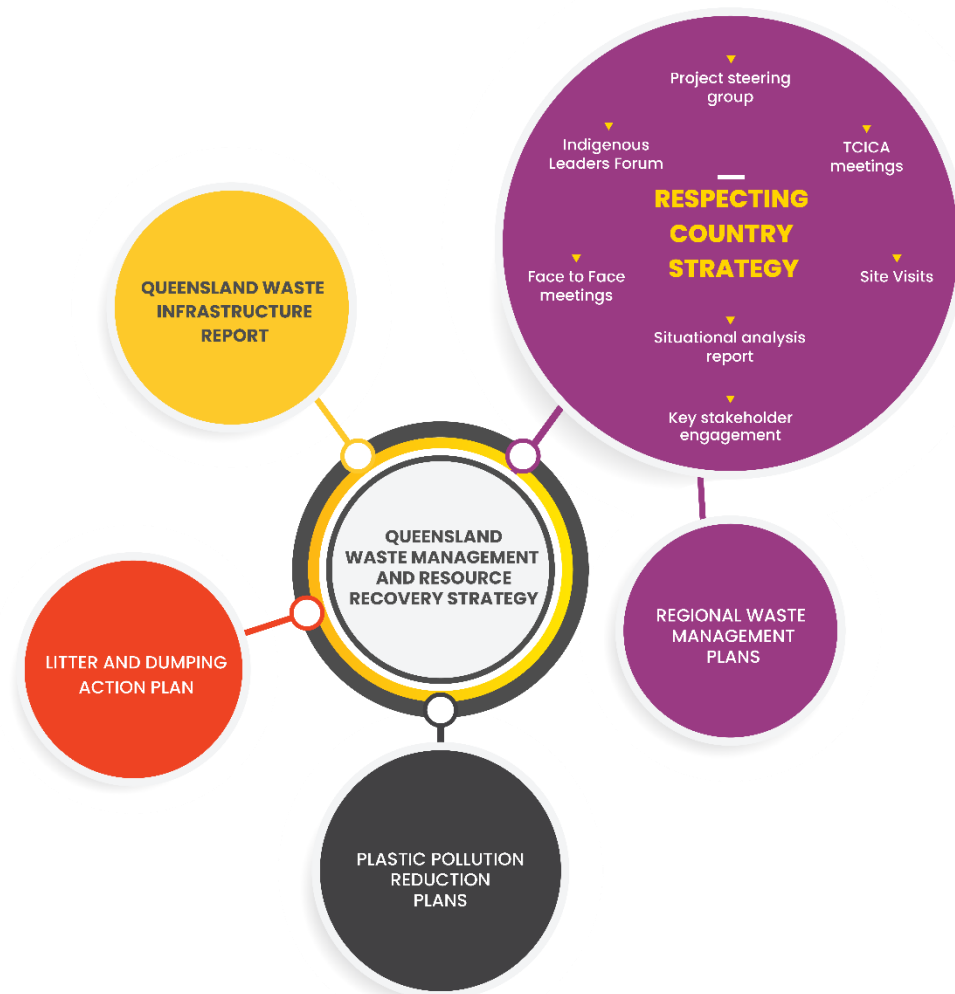 Project steering
group
Indigenous
Leaders Forum
TCICA
meetings
RESPECTING
COUNTRY
STRATEGY
Face to Face
meetings
Site Visits
Situational analysis
report
Key stakeholder
engagement
QUEENSLAND WASTE
INFRASTRUCTURE
REPORT
QUEENSLAND
WASTE MANAGEMENT
AND RESOURCE
RECOVERY STRATEGY
REGIONAL WASTE
MANAGEMENT
PLANS
LITTER AND DUMPING
ACTION PLAN
PLASTIC POLLUTION
REDUCTION
PLANS